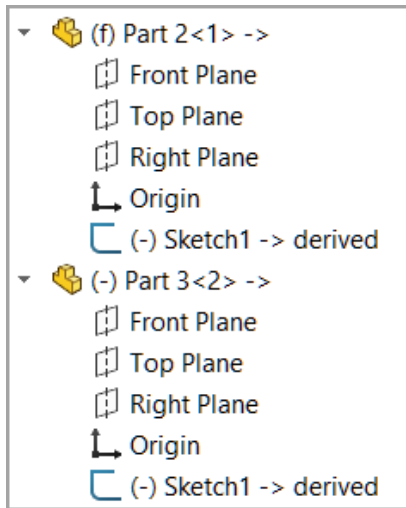 (f) Part 2<1> ->
Front Plane
Top Plane
Right Plane
Origin
(-) Sketch1 -> derived
(-) Part 3<2> ->
Front Plane
Top Plane
Right Plane
Origin
(-) Sketch1 -> derived